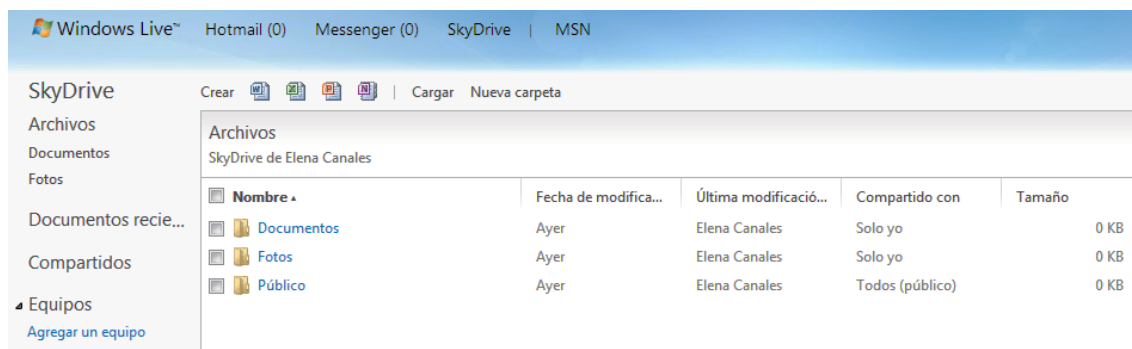 Windows Live™ Hotmail (0) Messenger (0) SkyDrive | MSN
SkyDrive
Archivos
Documentos
Fotos
Documentos recie...
Compartidos
Equipos
Agregar un equipo
Crear | Cargar Nueva carpeta
Archivos
SkyDrive de Elena Canales
Nombre Fecha de modifica... Última modificació... Compartido con Tamaño
Documentos Ayer Elena Canales Solo yo 0 KB
Fotos Ayer Elena Canales Solo yo 0 KB
Público Ayer Elena Canales Todos (público) 0 KB